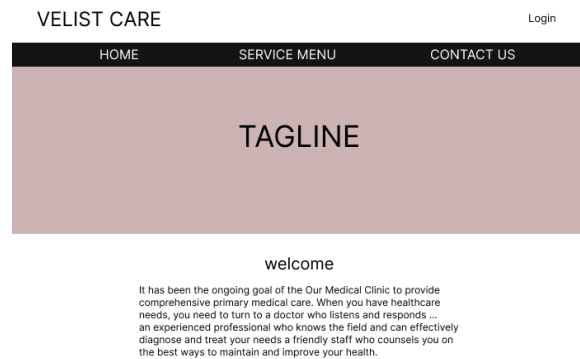 VELIST CARE
Login
HOME
SERVICE MENU
CONTACT US
TAGLINE
welcome
It has been the ongoing goal of the Our Medical Clinic to provide
comprehensive primary medical care. When you have healthcare
needs, you need to turn to a doctor who listens and responds ...
an experienced professional who knows the field and can effectively
diagnose and treat your needs a friendly staff who counsels you on
the best ways to maintain and improve your health.